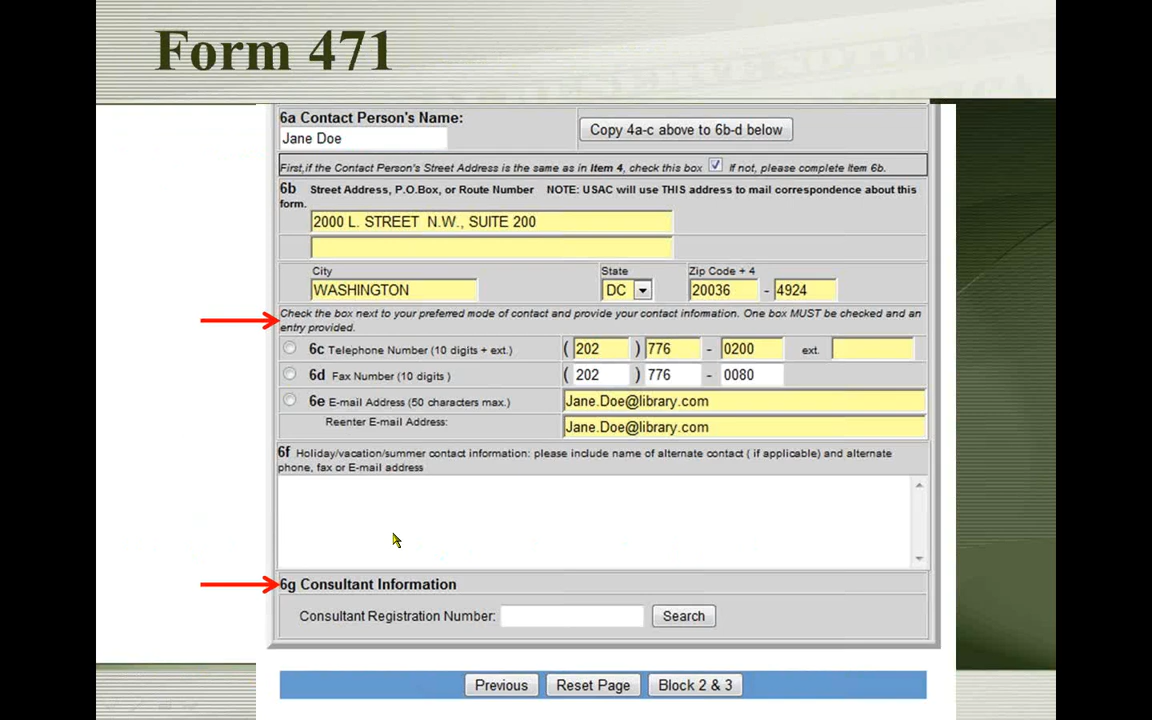 Form 471
6a Contact Person's Name:
Jane Doe
Copy 4a-c above to 6b-d below
First,if the Contact Person's Street Address is the same as in Item 4, check this box If not, please complete Item 6b.
6b Street Address, P.O.Box, or Route Number NOTE: USAC will use THIS address to mail correspondence about this
form.
2000 L. STREET N.W., SUITE 200
City State Zip Code + 4
WASHINGTON DC 20036 - 4924
Check the box next to your preferred mode of contact and provide your contact information. One box MUST be checked and an
entry provided.
6c Telephone Number (10 digits + ext.) ( 202 ) 776 - 0200 ext.
6d Fax Number (10 digits ) ( 202 ) 776 - 0080
6e E-mail Address (50 characters max.) Jane.Doe@library.com
Reenter E-mail Address: Jane.Doe@library.com
6f Holiday/vacation/summer contact information: please include name of alternate contact ( if applicable) and alternate
phone, fax or E-mail address
6g Consultant Information
Consultant Registration Number: Search
Previous Reset Page Block 2 & 3